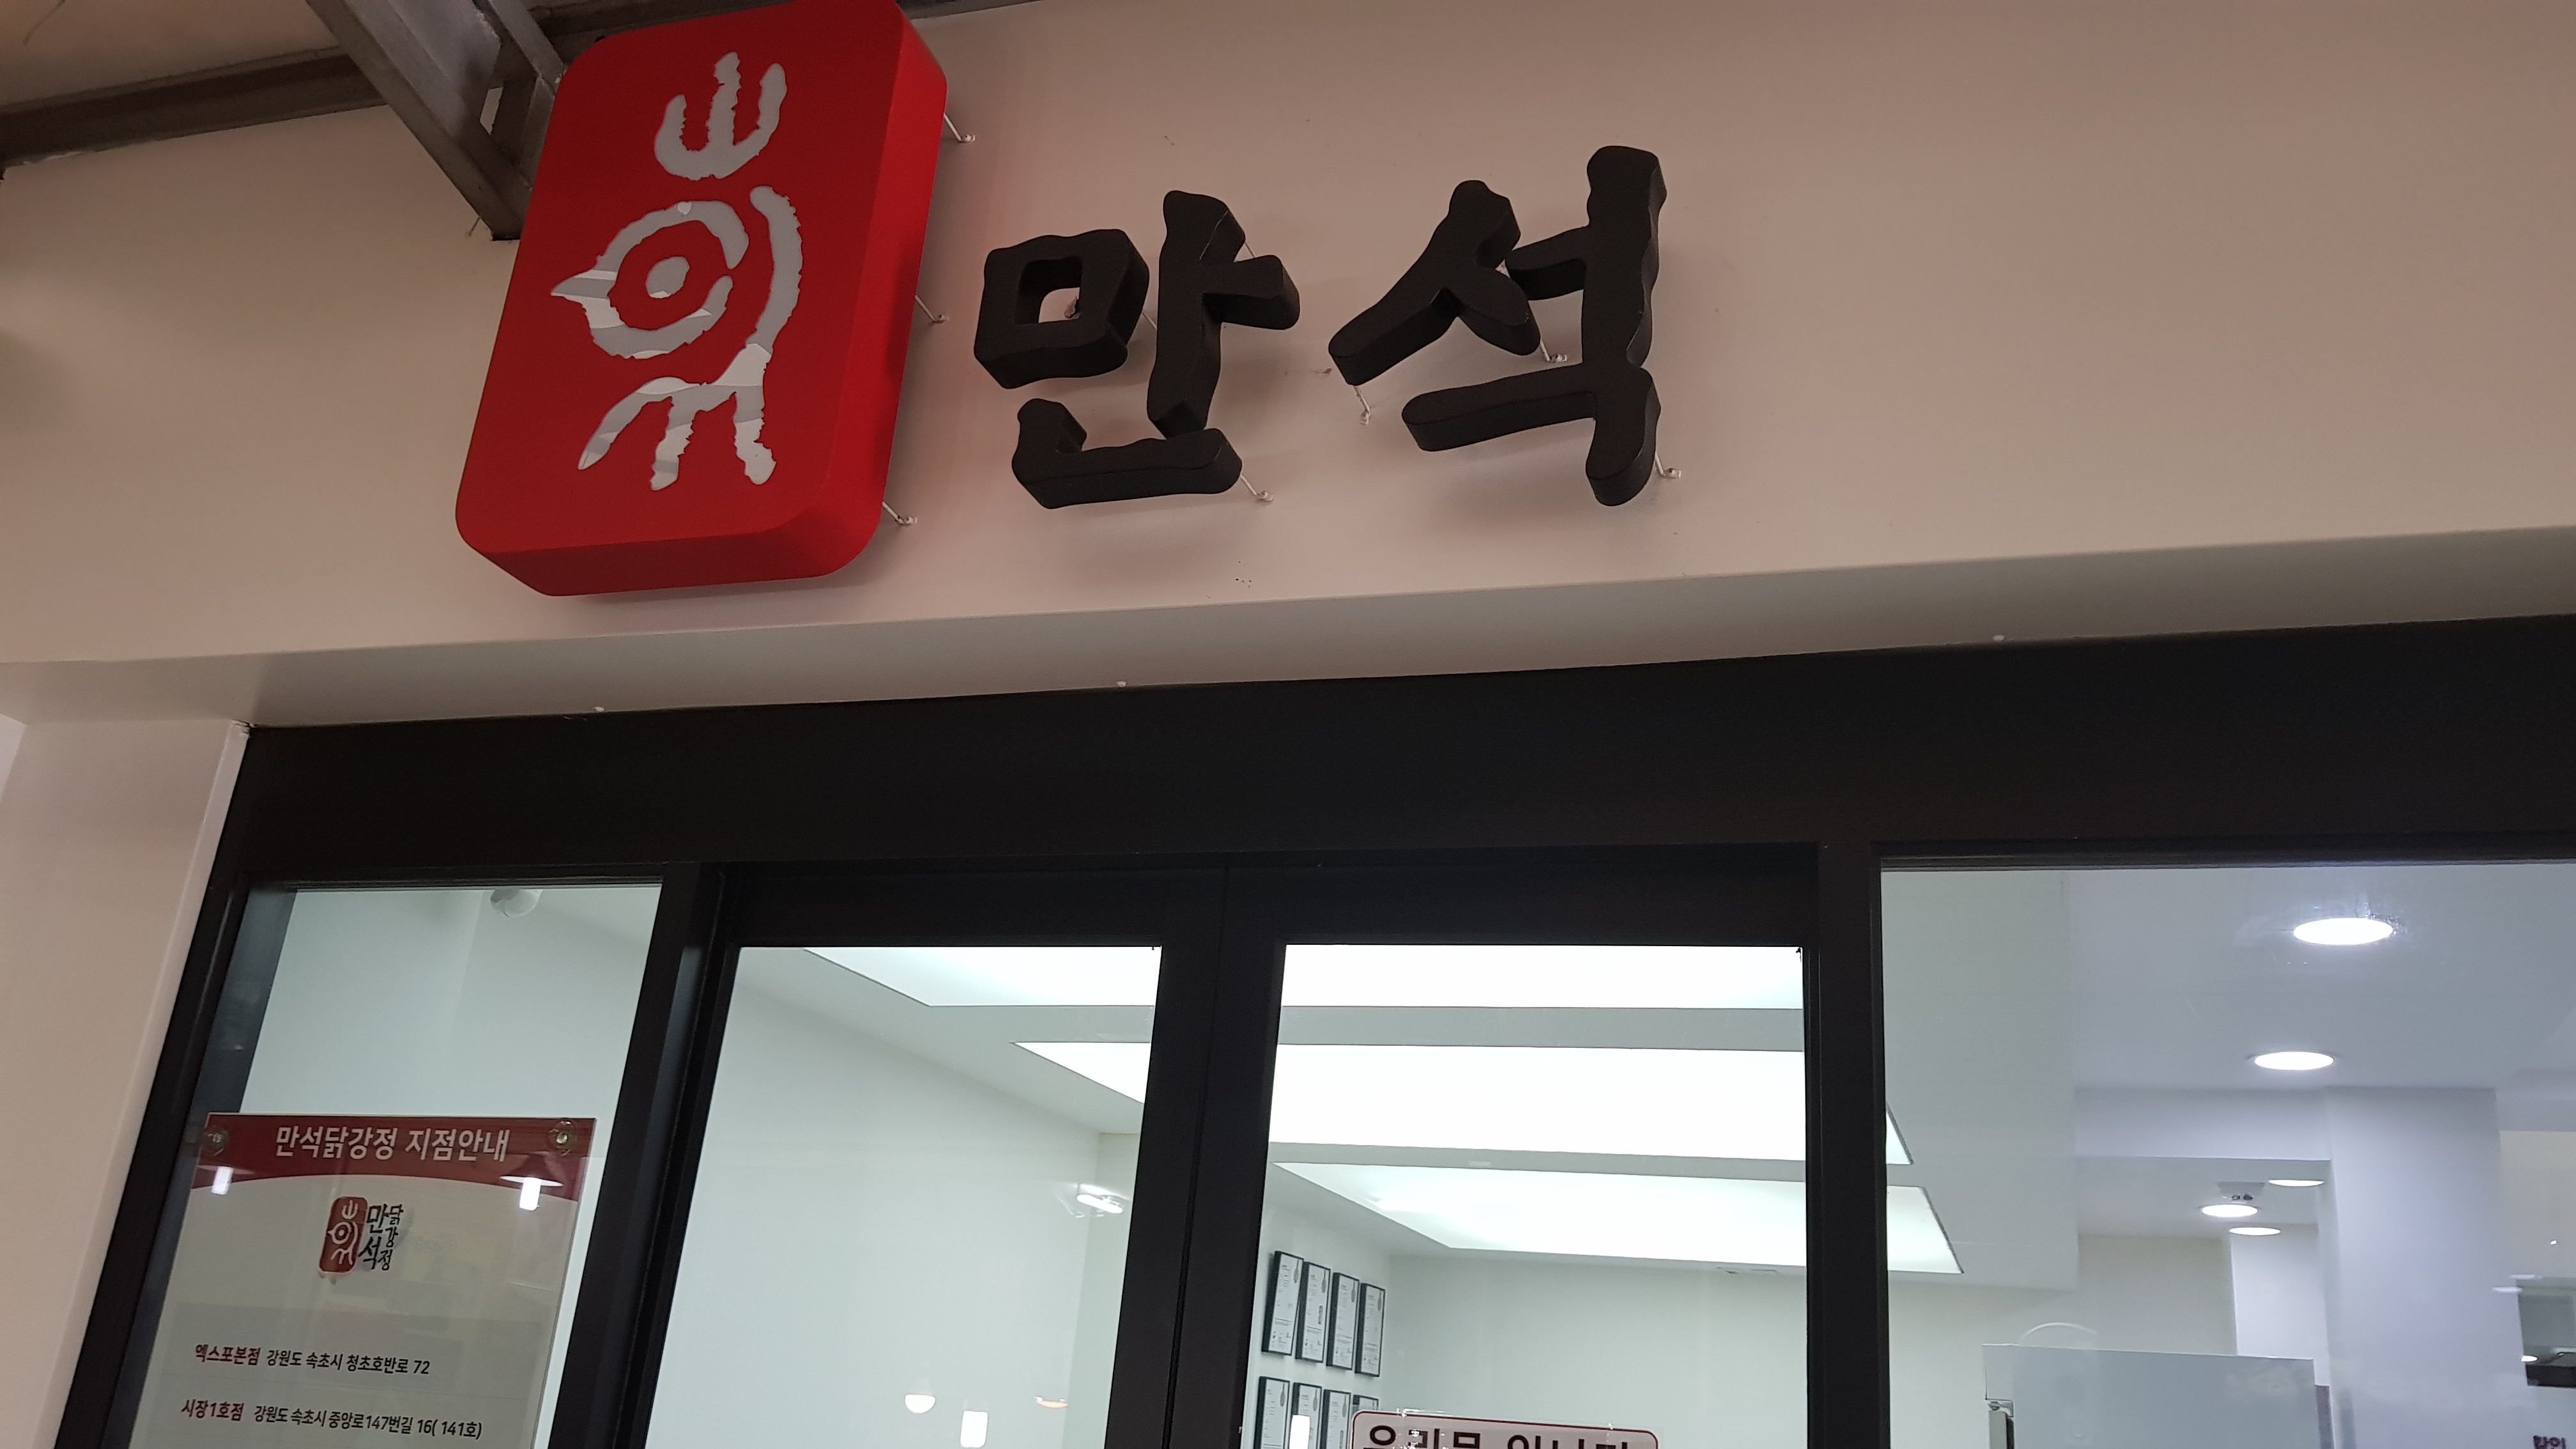 만석
만석닭강정 지점안내
만석
닭강정
엑스포본점 강원도 속초시 청초호반로 72
시장1호점 강원도 속초시 중앙로147번길 16( 141호)